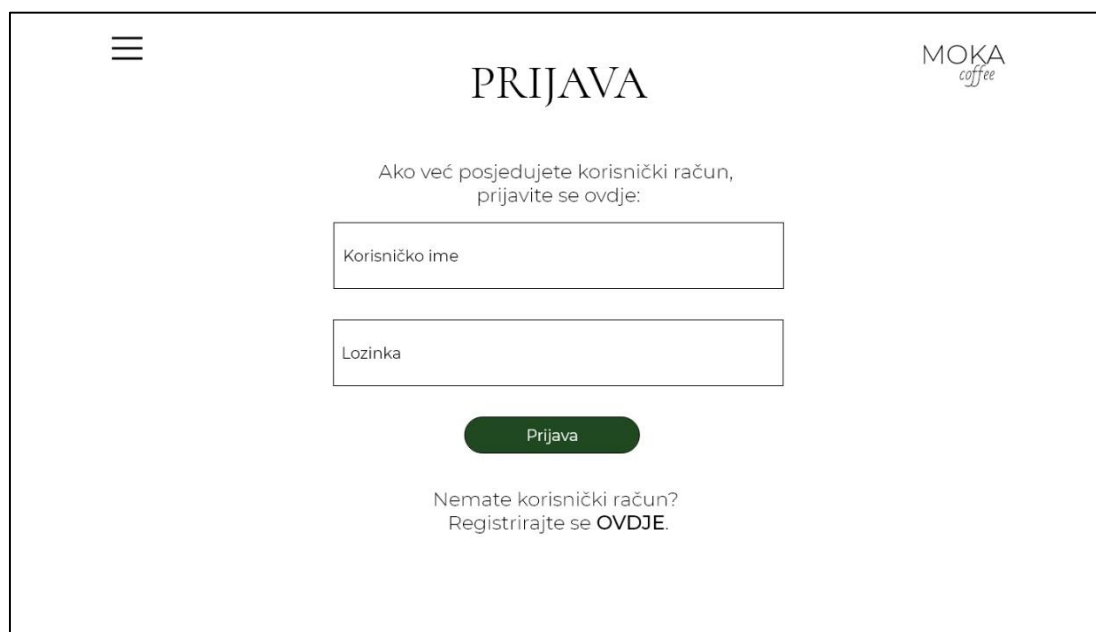 PRIJAVA
MOKA
coffee
Ako već posjedujete korisnički račun,
prijavite se ovdje:
Korisničko ime
Lozinka
Prijava
Nemate korisnički račun?
Registrirajte se OVDJE.